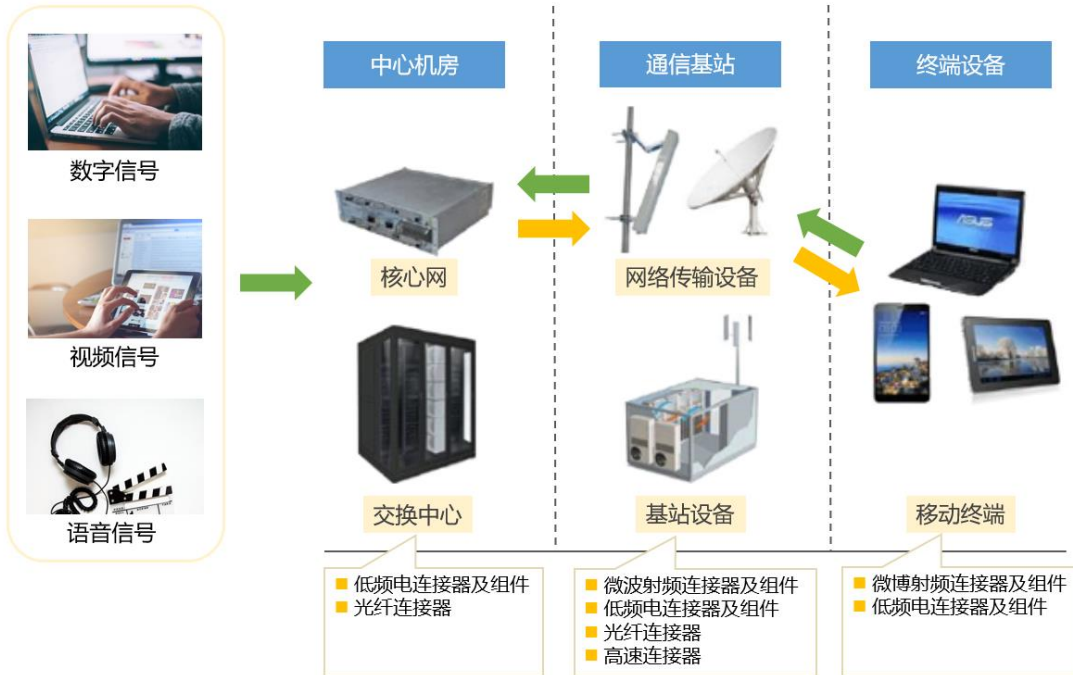 数字信号
视频信号
语音信号
中心机房
核心网
交换中心
低频电连接器及组件
光纤连接器
通信基站
网络传输设备
基站设备
微波射频连接器及组件
低频电连接器及组件
光纤连接器
高速连接器
终端设备
ASUS
移动终端
微博射频连接器及组件
低频电连接器及组件